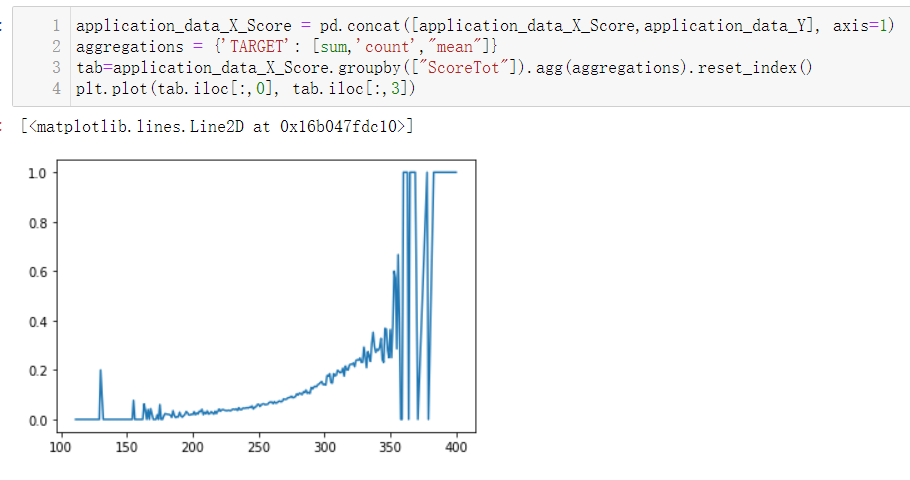 1 application_data_X_Score = pd.concat([application_data_X_Score,application_data_Y], axis=1)
2 aggregations = {'TARGET': [sum,'count',"mean"]}
3 tab=application_data_X_Score.groupby(["ScoreTot"]).agg(aggregations).reset_index()
4 plt.plot(tab.iloc[:,0], tab.iloc[:,3])
[<matplotlib.lines.Line2D at 0x16b047fdc10>]
1.0
0.8
0.6
0.4
0.2
0.0
100 150 200 250 300 350 400